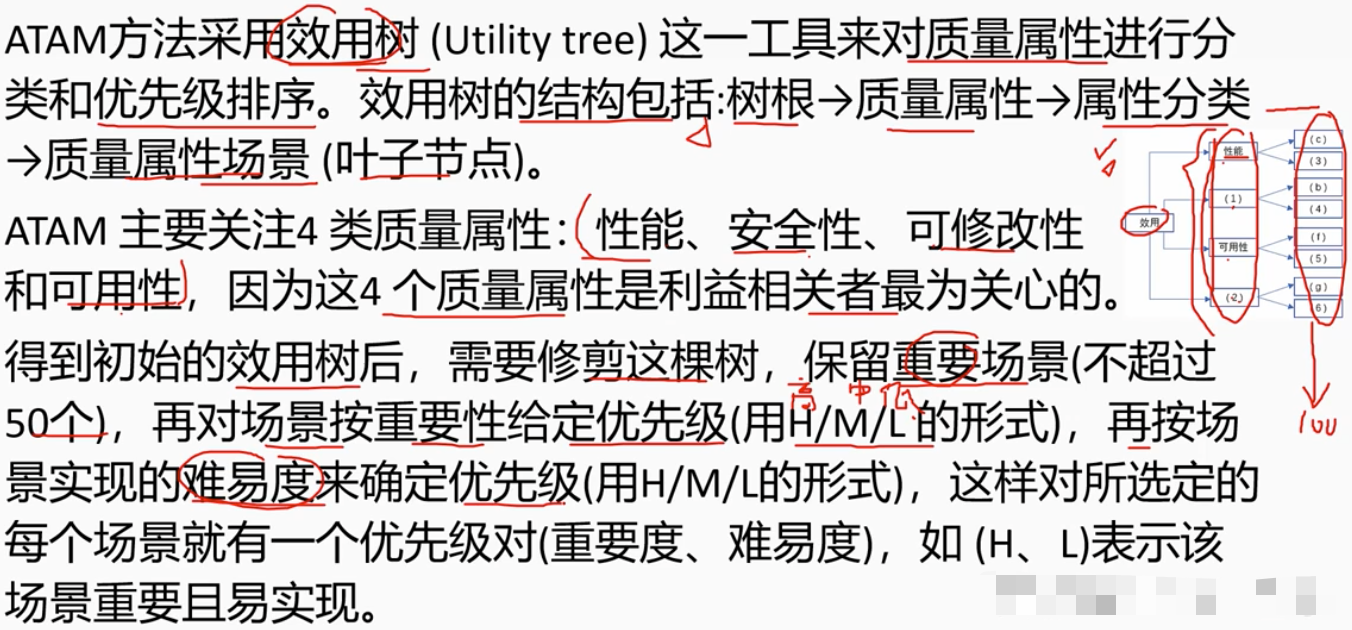 ATAM方法采用效用树 (Utility tree) 这一工具来对质量属性进行分
类和优先级排序。效用树的结构包括:树根→质量属性→属性分类
→质量属性场景 (叶子节点)。
ATAM 主要关注4 类质量属性：性能、安全性、可修改性
和可用性，因为这4 个质量属性是利益相关者最为关心的。
得到初始的效用树后，需要修剪这棵树，保留重要场景(不超过
50个)，再对场景按重要性给定优先级(用H/M/L的形式)，再按场
景实现的难易度来确定优先级(用H/M/L的形式)，这样对所选定的
每个场景就有一个优先级对(重要度、难易度)，如 (H、L)表示该
场景重要且易实现。
效用
性能
(1)
可用性
(2)
(c)
(3)
(b)
(4)
(f)
(5)
(g)
6)
高 中 低
100